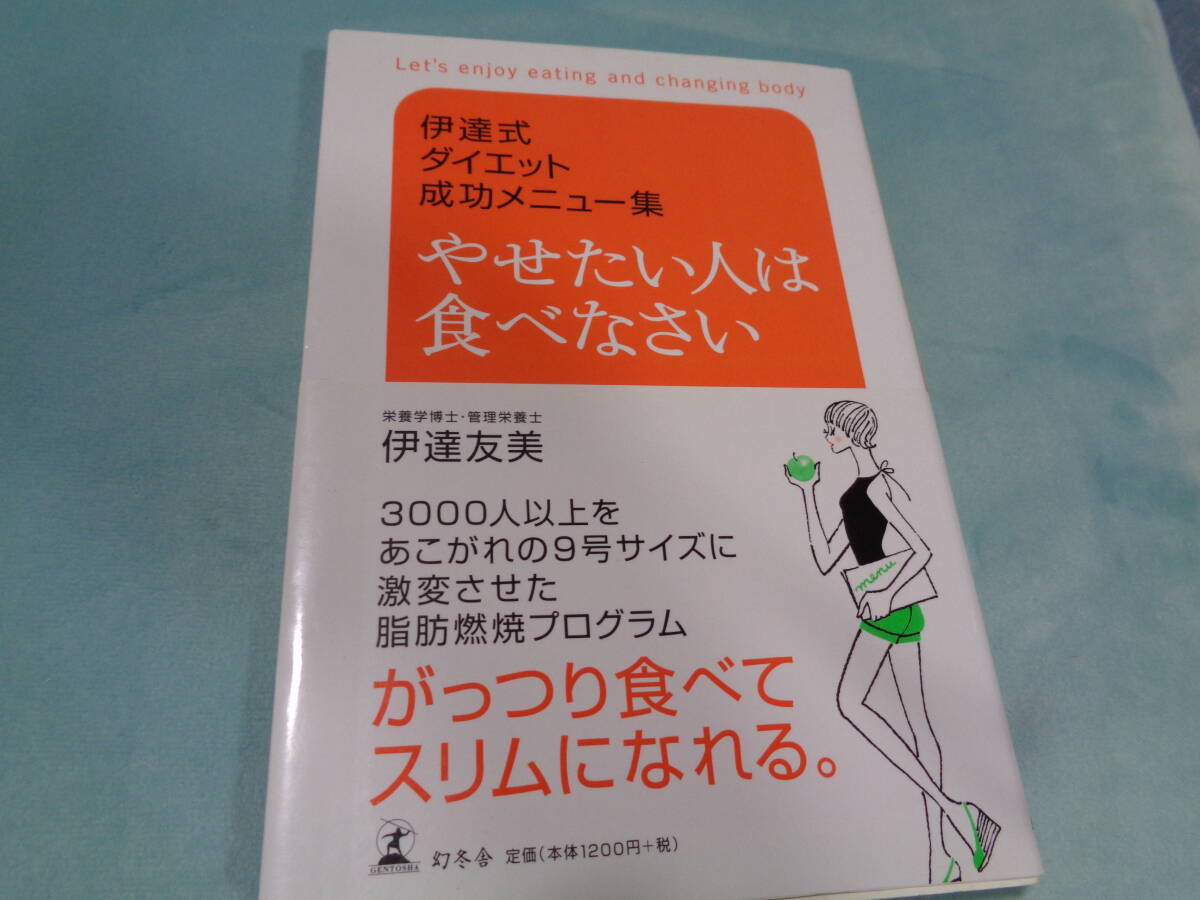 Let's enjoy eating and changing body
伊達式
ダイエット
成功メニュー集
やせたい人は
食べなさい
栄養学博士・管理栄養士
伊達友美
3000人以上を
あこがれの9号サイズに
激変させた
脂肪燃焼プログラム
がっつり食べて
スリムになれる。
menu
GENTOSHA
幻冬舎 定価(本体1200円+税)